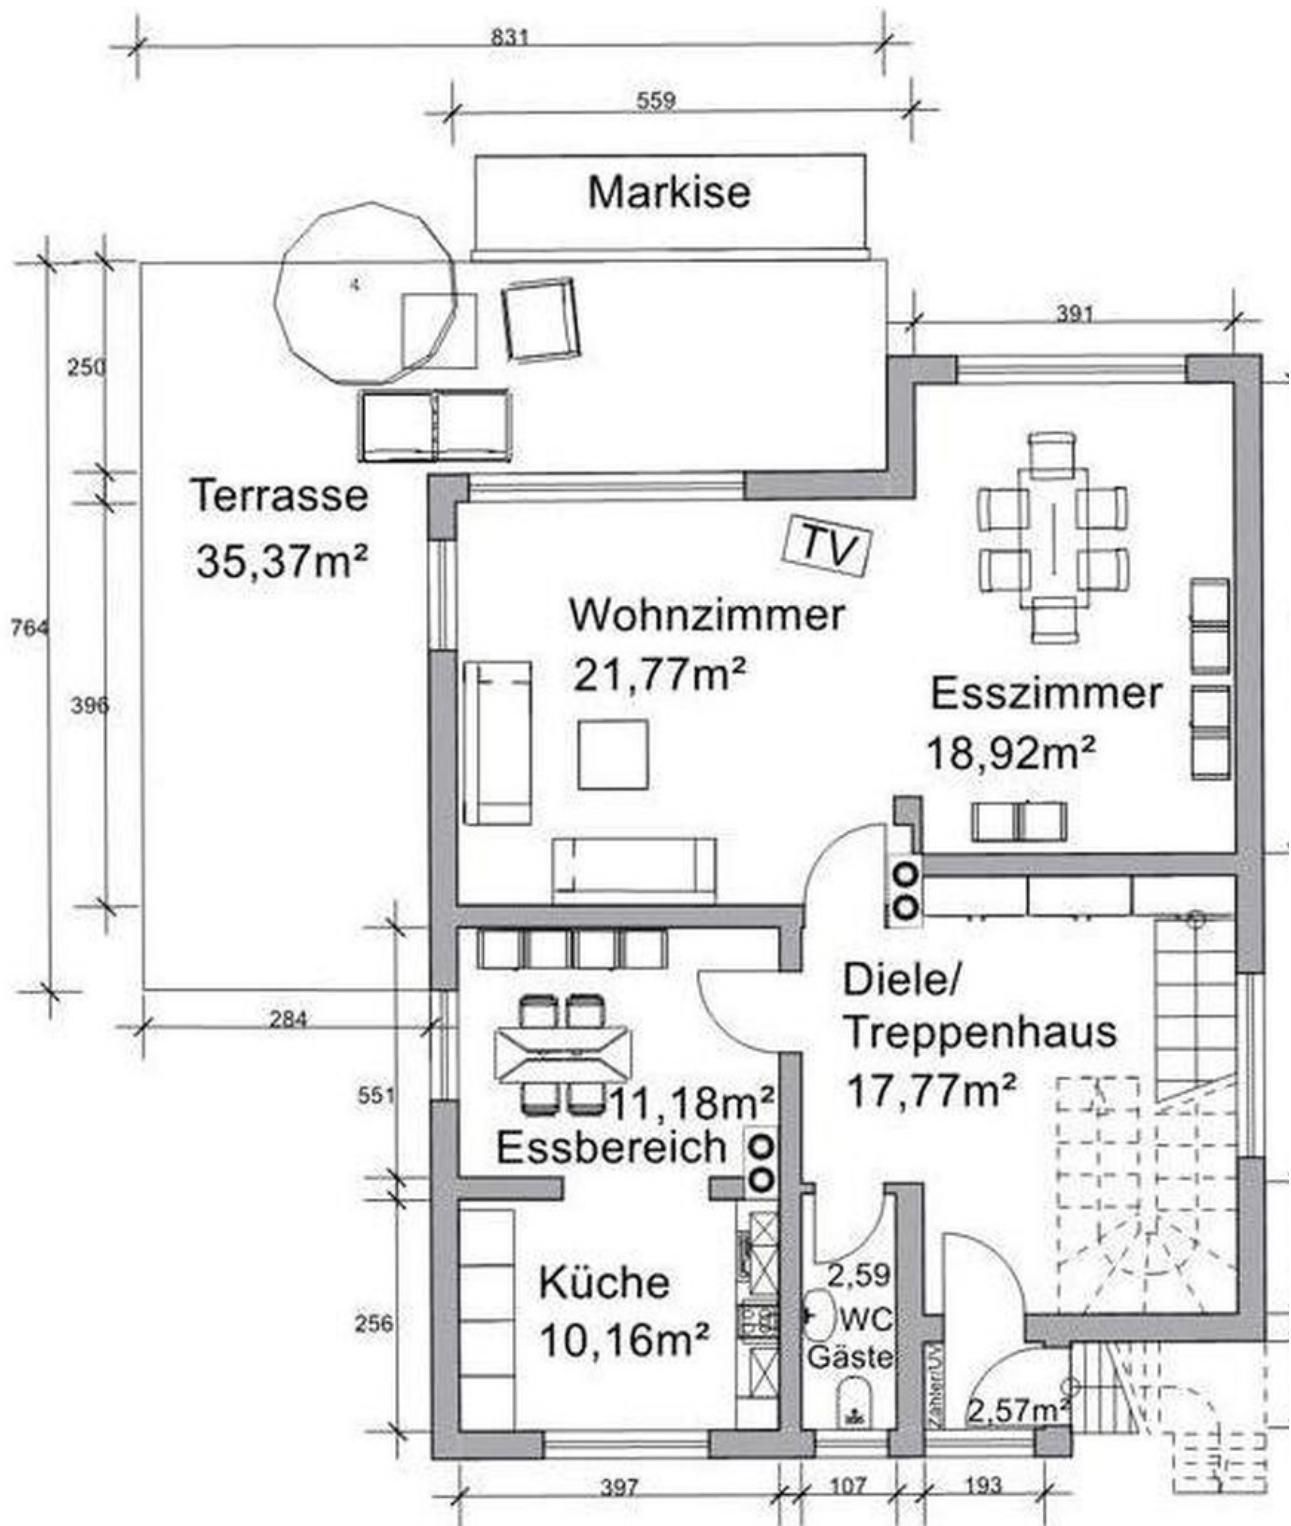 831
559
Markise
4
391
250
Terrasse
35,37m²
TV
764
Wohnzimmer
21,77m²
396
Esszimmer
18,92m²
Diele/
Treppenhaus
17,77m²
284
551
11,18m²
Essbereich
Küche
10,16m²
256
2,59
WC
Gäste
Zähler/UV
2,57m²
397
107
193